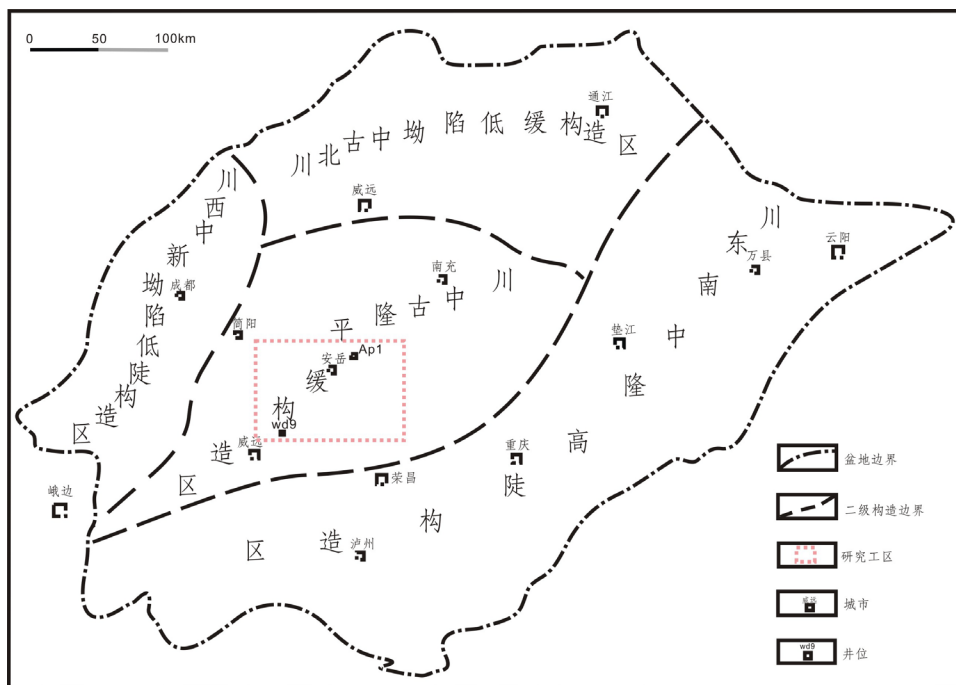 0 50 100km
通江
川北古中坳陷低缓构造区
威远
川西中新坳陷低陡构造区
成都
简阳
南充
川中古隆平缓构造区
安岳
Ap1
wd9
威远
川东南中隆高陡构造区
云阳
万县
垫江
重庆
荣昌
泸州
峨边
盆地边界
二级构造边界
研究工区
威远
城市
wd9
井位